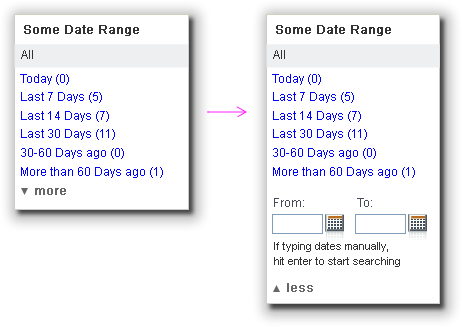 Some Date Range
All
Today (0)
Last 7 Days (5)
Last 14 Days (7)
Last 30 Days (11)
30-60 Days ago (0)
More than 60 Days ago (1)
▼ more
Some Date Range
All
Today (0)
Last 7 Days (5)
Last 14 Days (7)
Last 30 Days (11)
30-60 Days ago (0)
More than 60 Days ago (1)
From: To:
If typing dates manually,
hit enter to start searching
▲ less